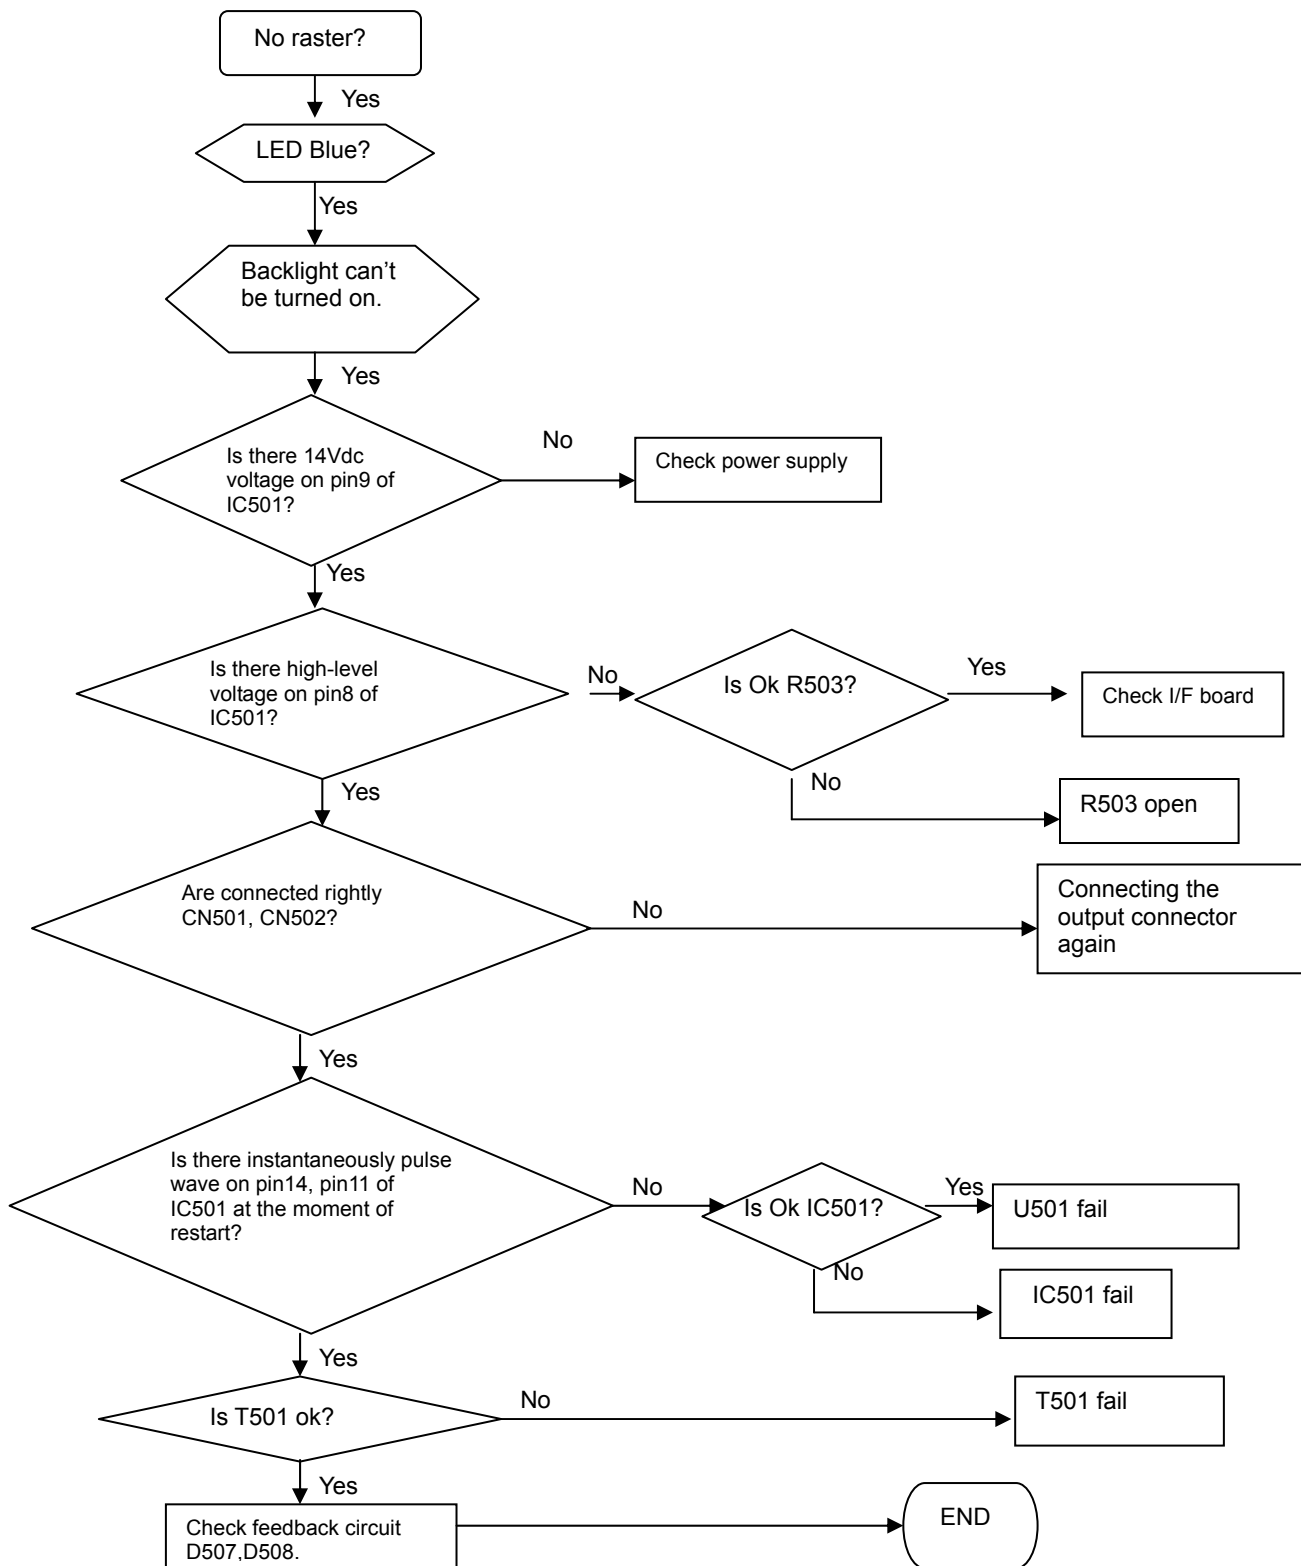 No raster?
Yes
LED Blue?
Yes
Backlight can't
be turned on.
Yes
Is there 14Vdc
voltage on pin9 of
IC501?
No
Check power supply
Yes
Is there high-level
voltage on pin8 of
IC501?
No
Is Ok R503?
Yes
Check I/F board
No
R503 open
Yes
Are connected rightly
CN501, CN502?
No
Connecting the
output connector
again
Yes
Is there instantaneously pulse
wave on pin14, pin11 of
IC501 at the moment of
restart?
No
Is Ok IC501?
Yes
U501 fail
No
IC501 fail
Yes
Is T501 ok?
No
T501 fail
Yes
Check feedback circuit
D507,D508.
END